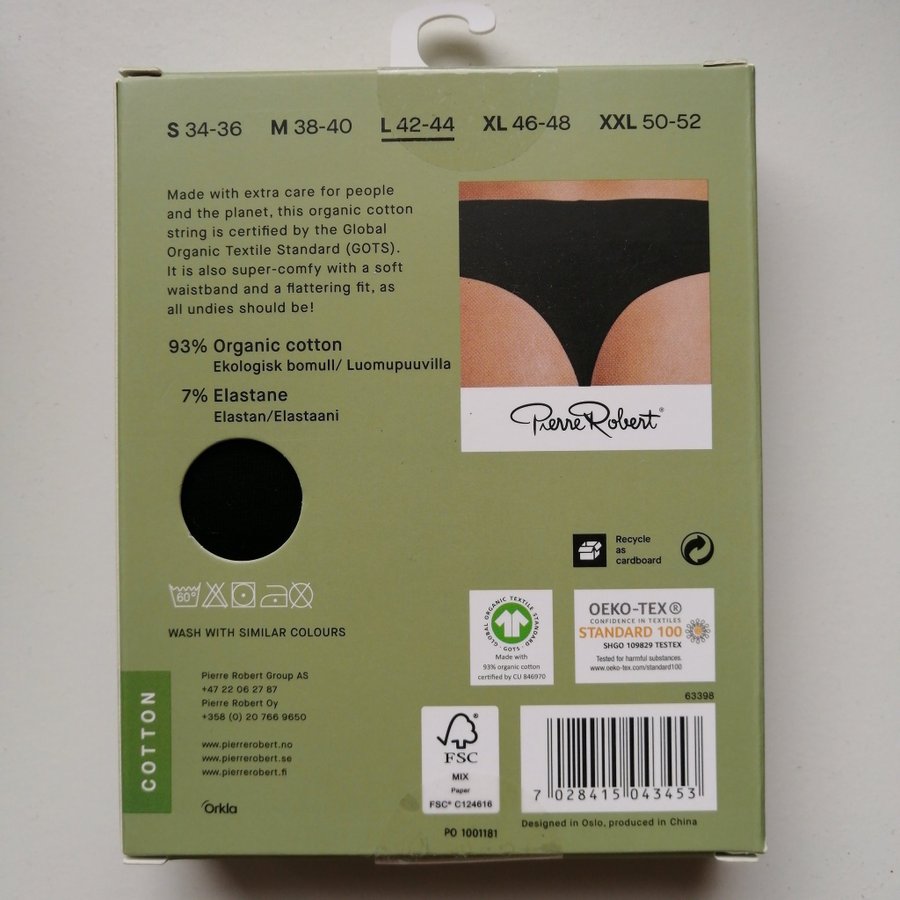 S 34-36 M 38-40 L 42-44 XL 46-48 XXL 50-52
Made with extra care for people
and the planet, this organic cotton
string is certified by the Global
Organic Textile Standard (GOTS).
It is also super-comfy with a soft
waistband and a flattering fit, as
all undies should be!
93% Organic cotton
Ekologisk bomull/ Luomupuuvilla
7% Elastane
Elastan/Elastaani
Pierre Robert®
Recycle
as
cardboard
60°
WASH WITH SIMILAR COLOURS
GLOBAL ORGANIC TEXTILE STANDARD
· GOTS ·
Made with
93% organic cotton
certified by CU 846970
OEKO-TEX®
CONFIDENCE IN TEXTILES
STANDARD 100
SHGO 109829 TESTEX
Tested for harmful substances.
www.oeko-tex.com/standard100
COTTON
Pierre Robert Group AS
+47 22 06 27 87
Pierre Robert Oy
+358 (0) 20 766 9650
www.pierrerobert.no
www.pierrerobert.se
www.pierrerobert.fi
Orkla
®
FSC
MIX
Paper
FSC® C124616
PO 1001181
63398
7 028415 043453
Designed in Oslo, produced in China